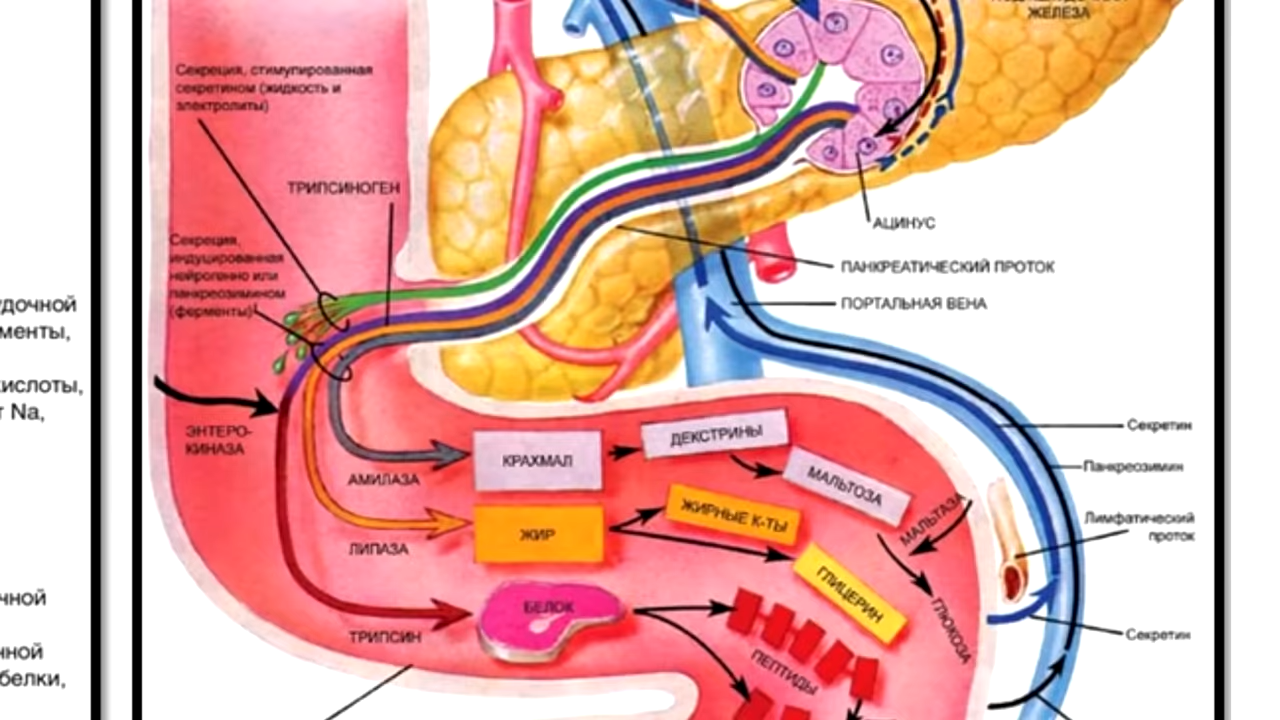 ЖЕЛЕЗА
Секреция, стимулированная
секретином (жидкость и
электролиты)
ТРИПСИНОГЕН
АЦИНУС
Секреция,
индуцированная
нейрогенно или
панкреозимином
(ферменты)
ПАНКРЕАТИЧЕСКИЙ ПРОТОК
ПОРТАЛЬНАЯ ВЕНА
удочной
менты,
кислоты,
т Na,
ЭНТЕРО-
КИНАЗА
АМИЛАЗА
КРАХМАЛ
ДЕКСТРИНЫ
МАЛЬТОЗА
МАЛЬТАЗА
Секретин
Панкреозимин
Лимфатический
проток
ЛИПАЗА
ЖИР
ЖИРНЫЕ К-ТЫ
ГЛИЦЕРИН
ГЛЮКОЗА
чной
ТРИПСИН
БЕЛОК
ПЕПТИДЫ
Секретин
нной
белки,